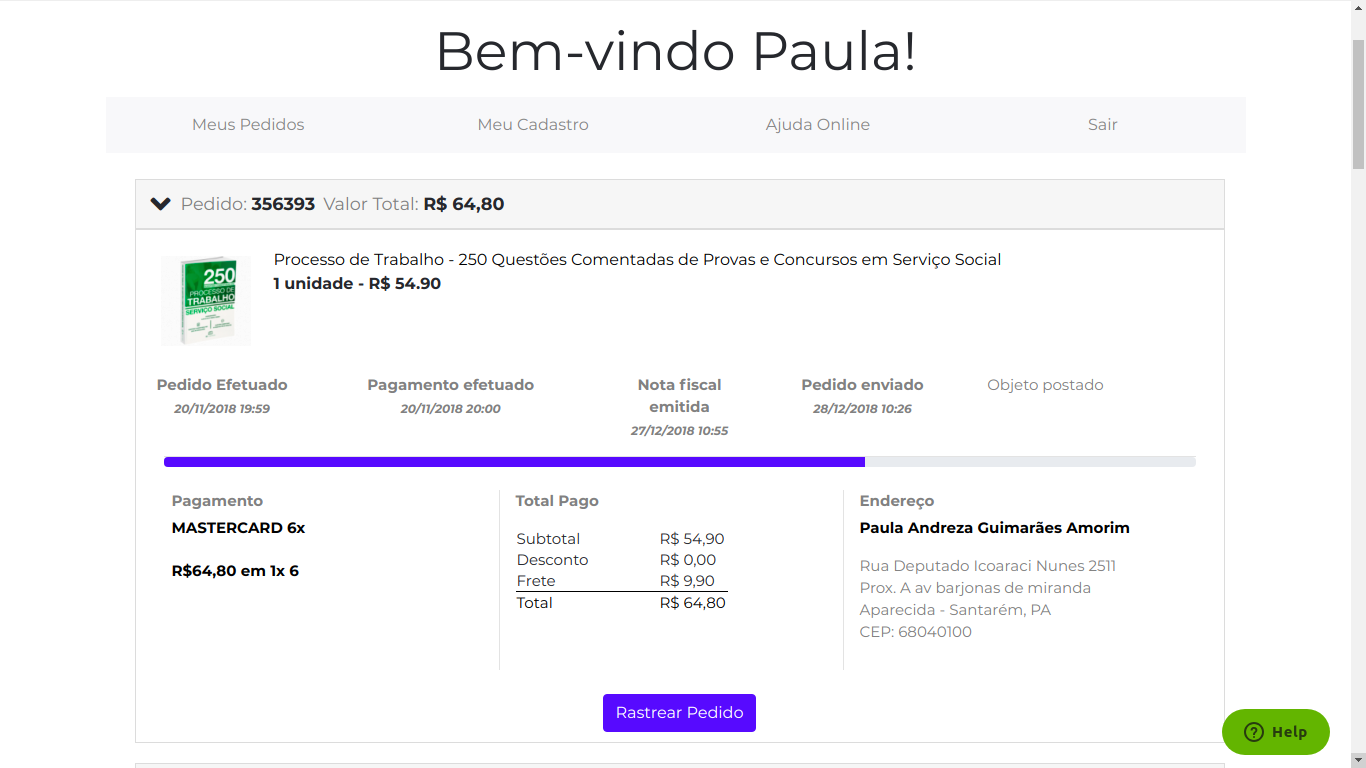 Bem-vindo Paula!
Meus Pedidos Meu Cadastro Ajuda Online Sair
Pedido: 356393 Valor Total: R$ 64,80
Processo de Trabalho - 250 Questões Comentadas de Provas e Concursos em Serviço Social
1 unidade - R$ 54.90
250
PROCESSO DE
TRABALHO
SERVIÇO SOCIAL
Pedido Efetuado
20/11/2018 19:59
Pagamento efetuado
20/11/2018 20:00
Nota fiscal
emitida
27/12/2018 10:55
Pedido enviado
28/12/2018 10:26
Objeto postado
Pagamento
MASTERCARD 6x
R$64,80 em 1x 6
Total Pago
Subtotal R$ 54,90
Desconto R$ 0,00
Frete R$ 9,90
Total R$ 64,80
Endereço
Paula Andreza Guimarães Amorim
Rua Deputado Icoaraci Nunes 2511
Prox. A av barjonas de miranda
Aparecida - Santarém, PA
CEP: 68040100
Rastrear Pedido
Help